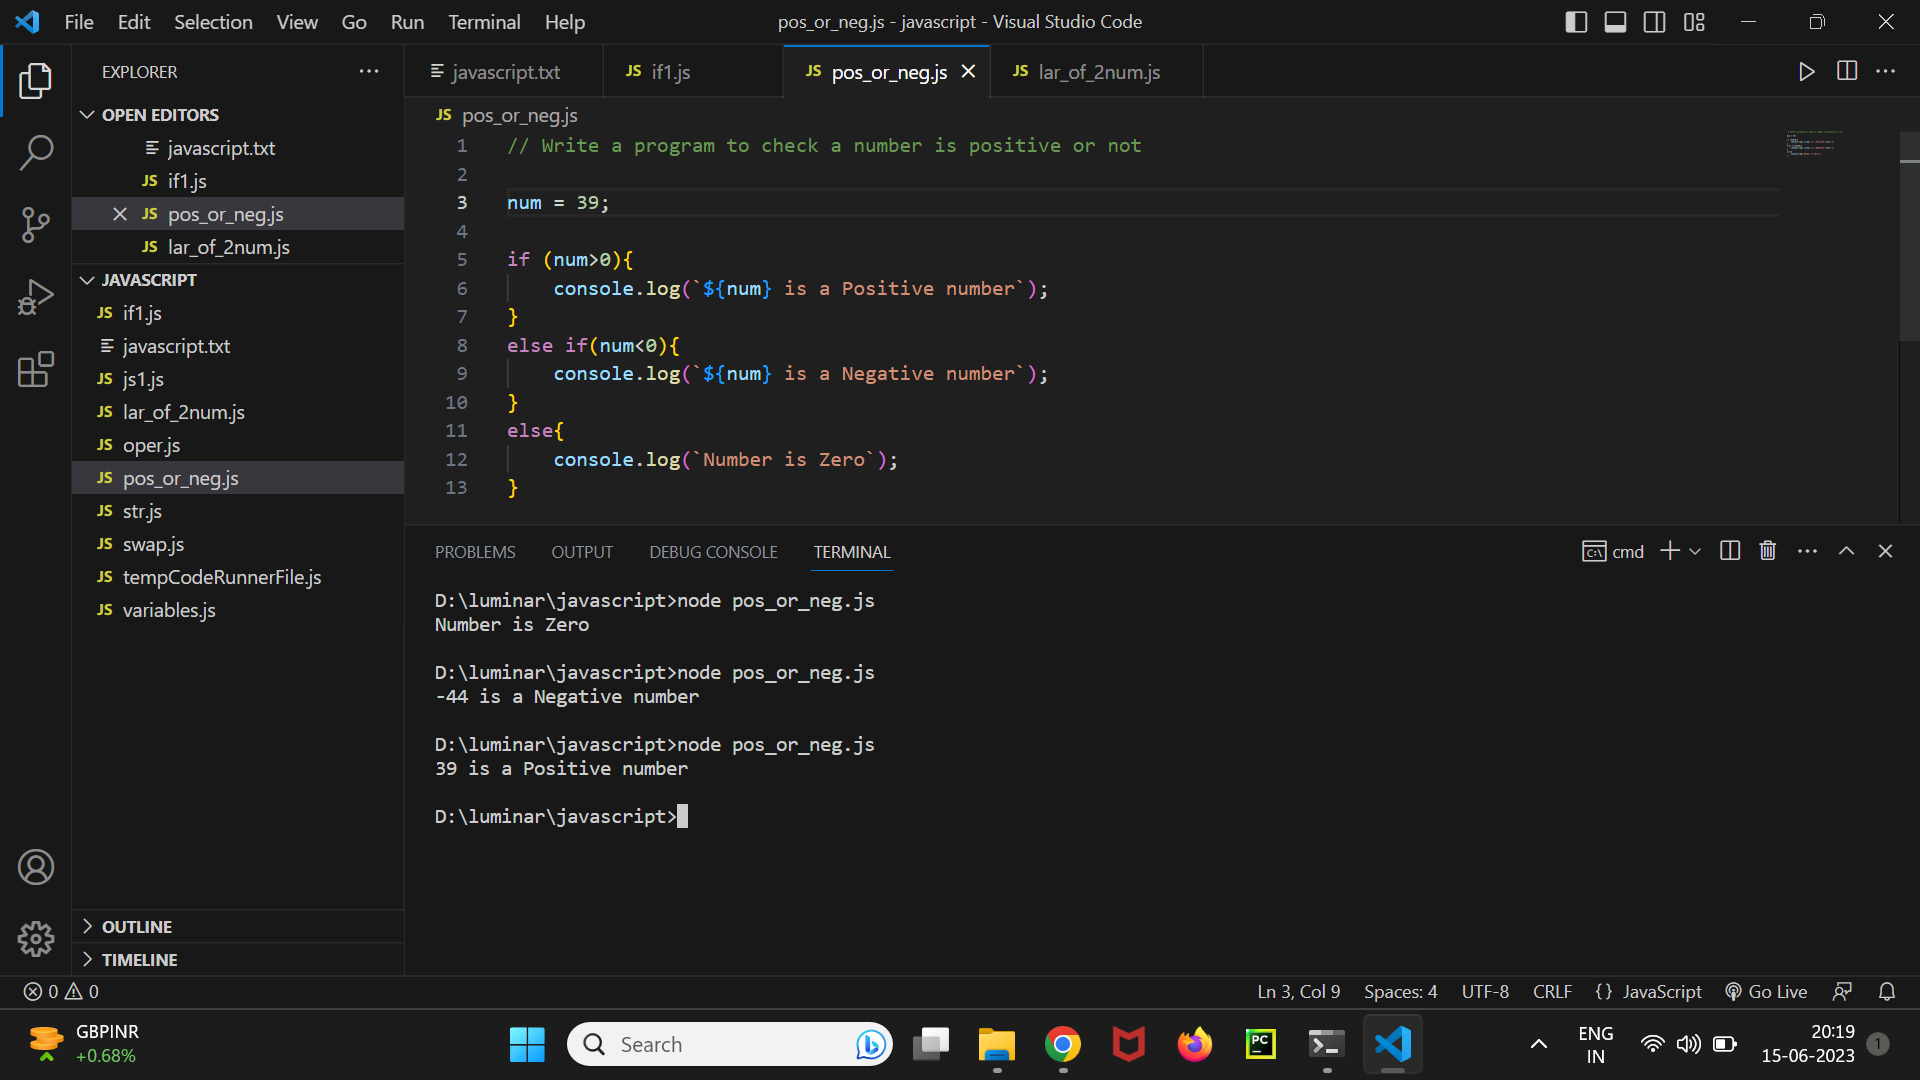 File Edit Selection View Go Run Terminal Help
pos_or_neg.js - javascript - Visual Studio Code
EXPLORER
OPEN EDITORS
javascript.txt
JS if1.js
JS pos_or_neg.js
JS lar_of_2num.js
JAVASCRIPT
JS if1.js
javascript.txt
JS js1.js
JS lar_of_2num.js
JS oper.js
JS pos_or_neg.js
JS str.js
JS swap.js
JS tempCodeRunnerFile.js
JS variables.js
OUTLINE
TIMELINE
javascript.txt JS if1.js JS pos_or_neg.js JS lar_of_2num.js
JS pos_or_neg.js
1 // Write a program to check a number is positive or not
2
3 num = 39;
4
5 if (num>0){
6 console.log(`${num} is a Positive number`);
7 }
8 else if(num<0){
9 console.log(`${num} is a Negative number`);
10 }
11 else{
12 console.log(`Number is Zero`);
13 }
PROBLEMS OUTPUT DEBUG CONSOLE TERMINAL
cmd
D:\luminar\javascript>node pos_or_neg.js
Number is Zero
D:\luminar\javascript>node pos_or_neg.js
-44 is a Negative number
D:\luminar\javascript>node pos_or_neg.js
39 is a Positive number
D:\luminar\javascript>
0 0
Ln 3, Col 9 Spaces: 4 UTF-8 CRLF {} JavaScript Go Live
GBPINR
+0.68%
Search
PC
ENG
IN
20:19
15-06-2023
1